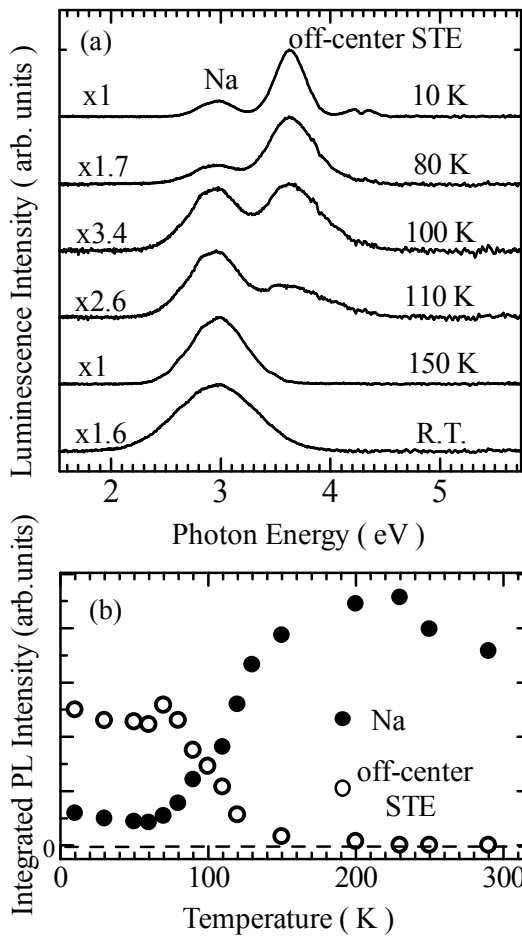 (a)
off-center STE
Na
x1
10 K
x1.7
80 K
x3.4
100 K
x2.6
110 K
x1
150 K
x1.6
R.T.
Luminescence Intensity ( arb. units )
2 3 4 5
Photon Energy ( eV )
(b)
Na
off-center
STE
Integrated PL Intensity (arb.units)
0
0 100 200 300
Temperature ( K )